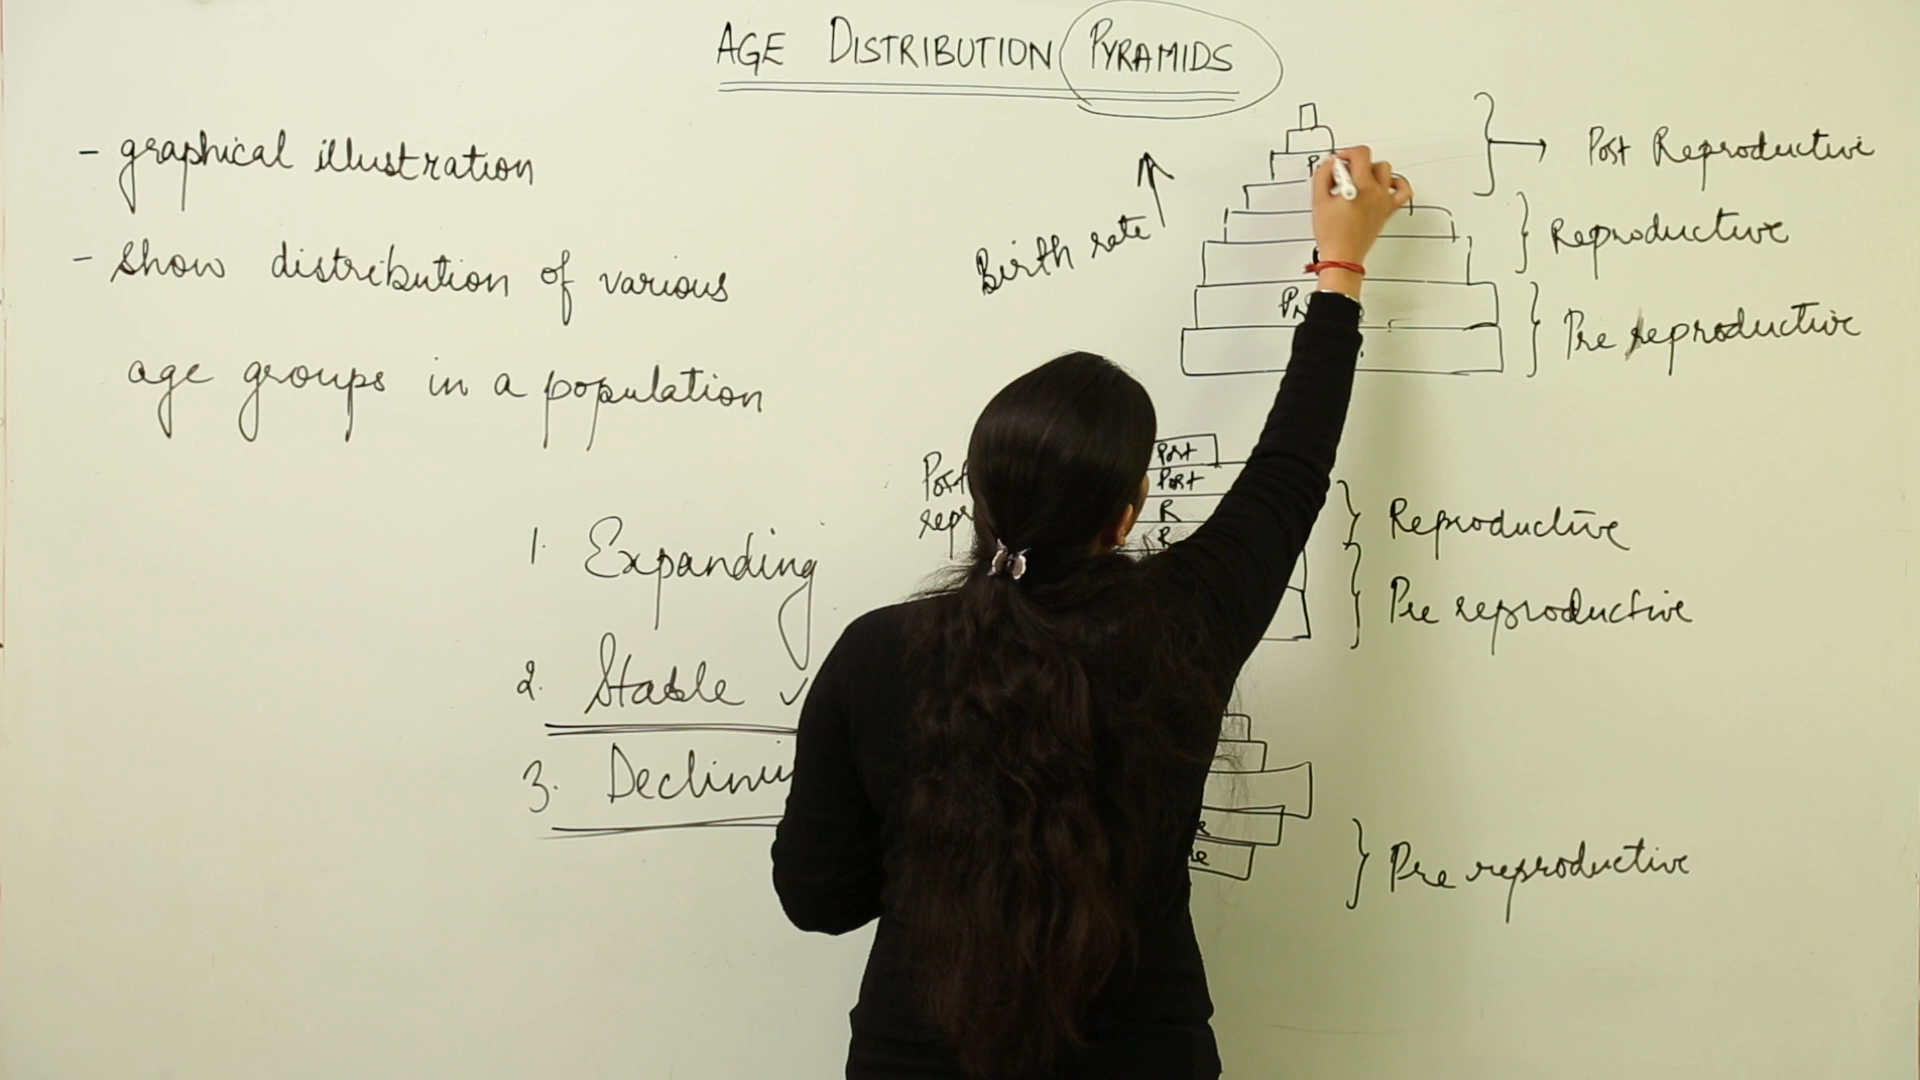 AGE DISTRIBUTION PYRAMIDS
- graphical illustration
- show distribution of various
age groups in a population
1. Expanding
2. Stable ✓
3.
Birth rate ↑
Post Reproductive
Reproductive
Pre reproductive
Post
Post
Post
R
R
Reproductive
Pre reproductive
Pre reproductive